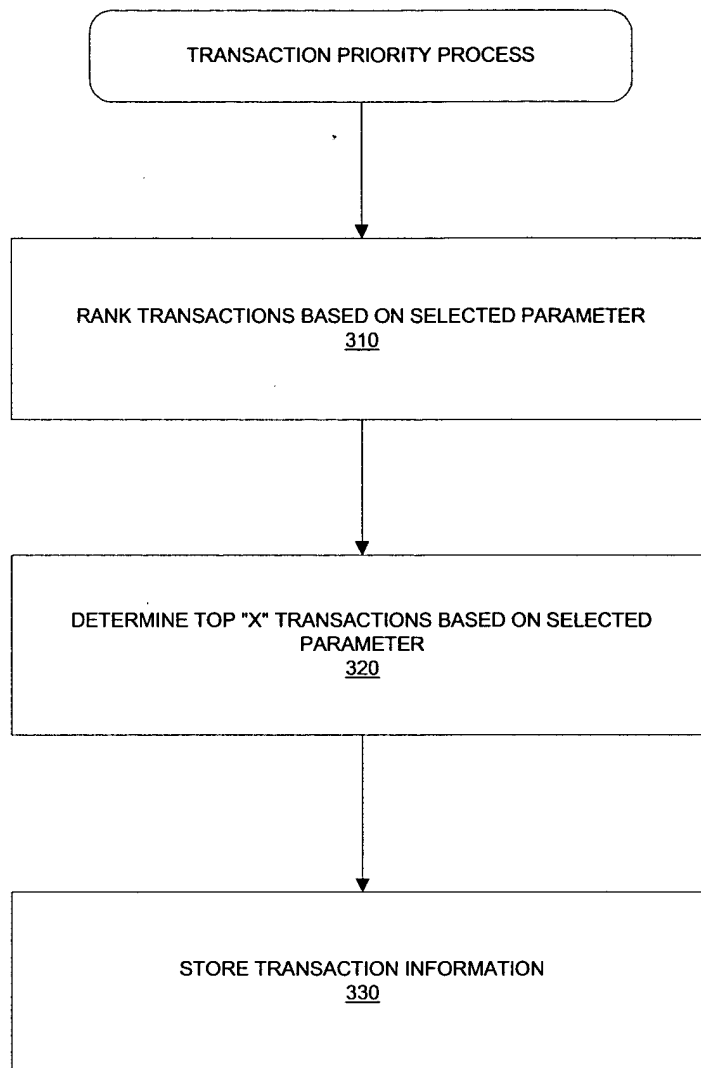 TRANSACTION PRIORITY PROCESS
RANK TRANSACTIONS BASED ON SELECTED PARAMETER
310
DETERMINE TOP "X" TRANSACTIONS BASED ON SELECTED
PARAMETER
320
STORE TRANSACTION INFORMATION
330